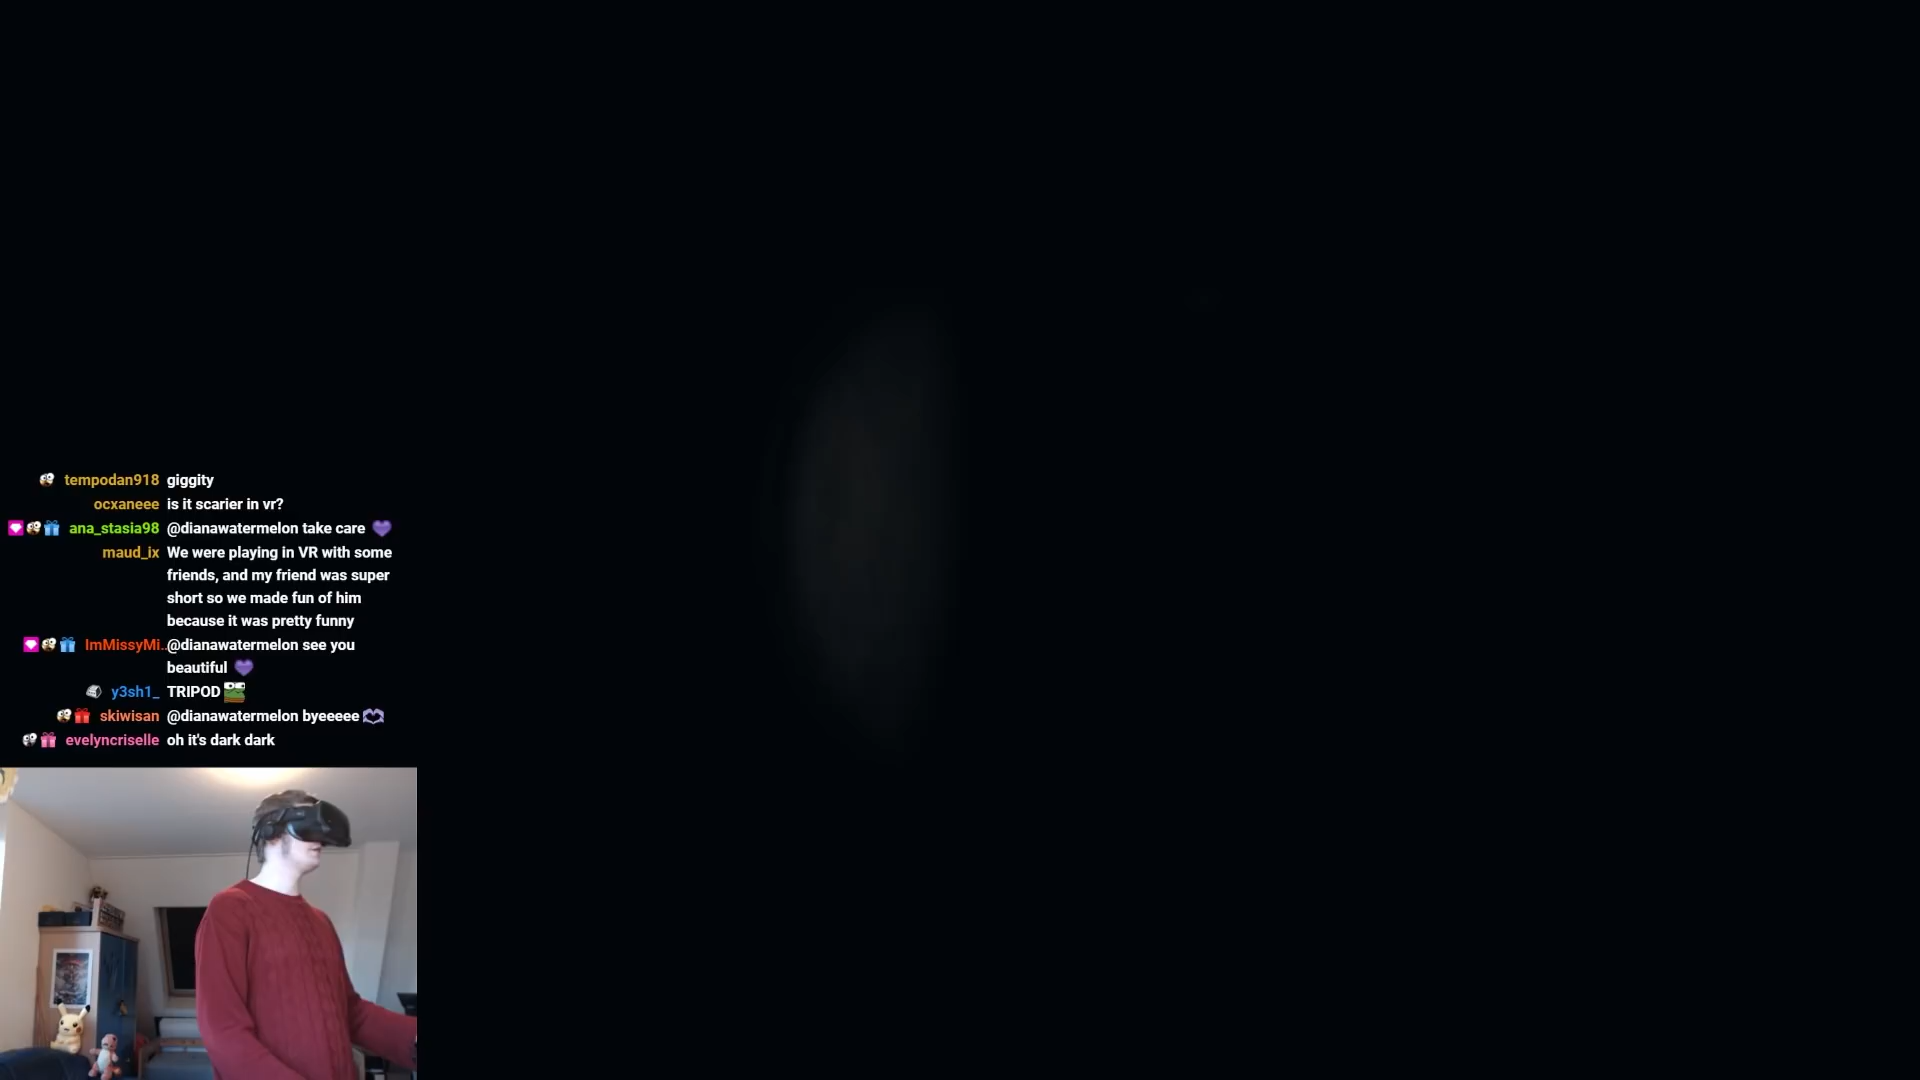 tempodan918 giggity
ocxaneee is it scarier in vr?
ana_stasia98 @dianawatermelon take care
maud_ix We were playing in VR with some
friends, and my friend was super
short so we made fun of him
because it was pretty funny
ImMissyMi.. @dianawatermelon see you
beautiful
y3sh1_ TRIPOD
skiwisan @dianawatermelon byeeeee
evelyncriselle oh it's dark dark